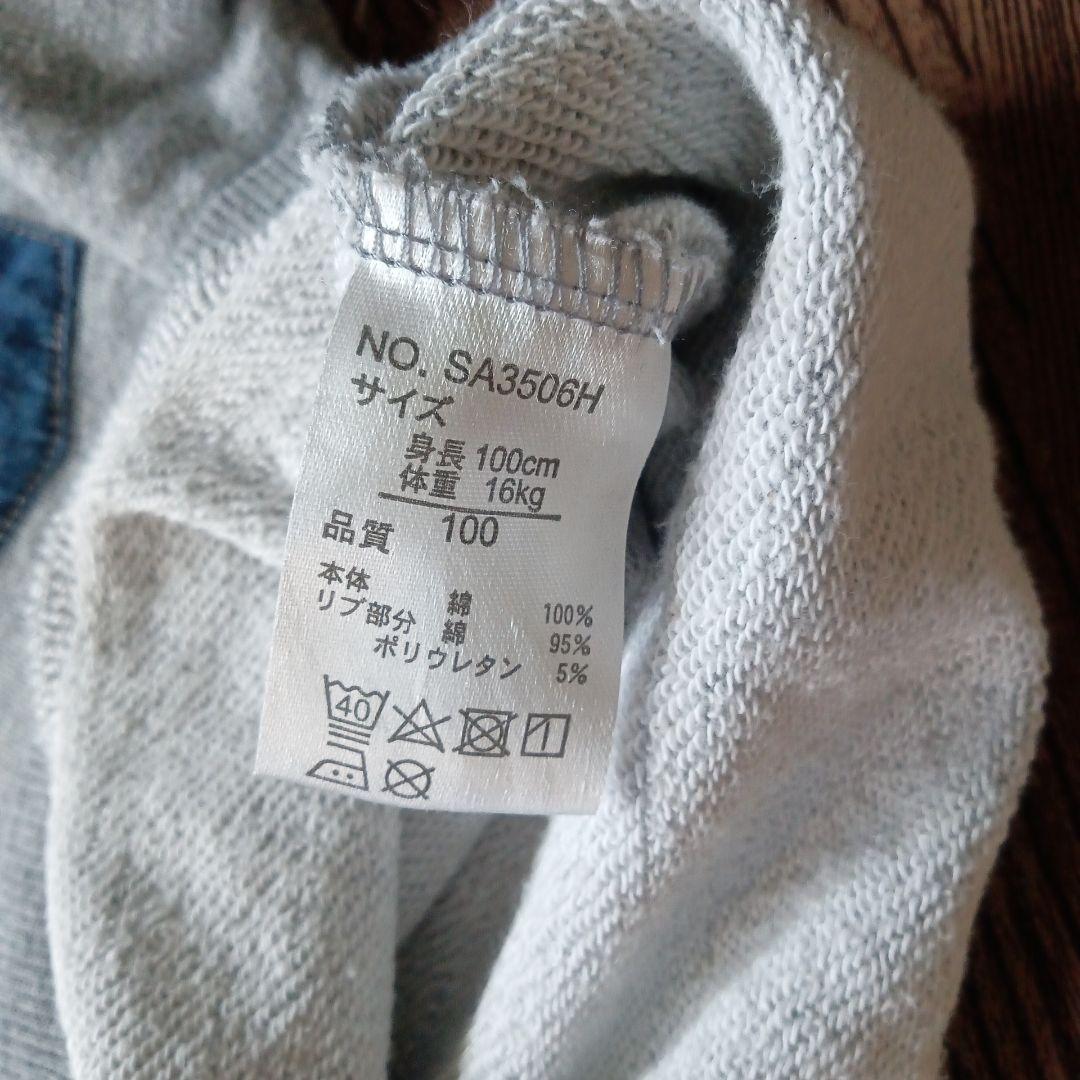 NO. SA3506H
サイズ
身長 100cm
体重 16kg
品質 100
本体 綿 100%
リブ部分 綿 95%
ポリウレタン 5%
40